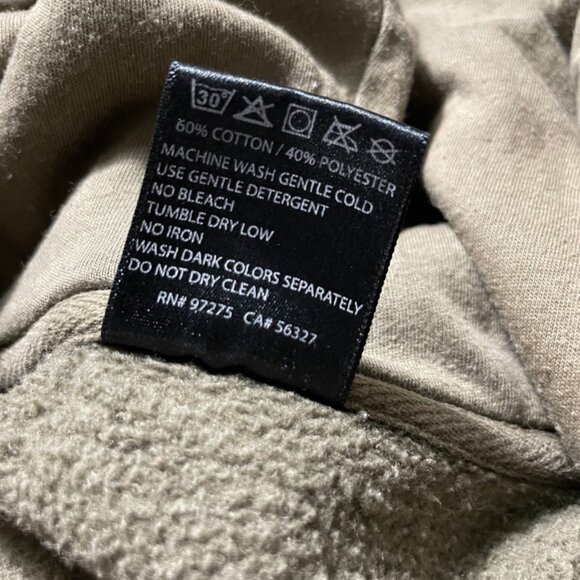 30°
60% COTTON / 40% POLYESTER
MACHINE WASH GENTLE COLD
USE GENTLE DETERGENT
NO BLEACH
TUMBLE DRY LOW
NO IRON
WASH DARK COLORS SEPARATELY
DO NOT DRY CLEAN
RN# 97275 CA# 56327